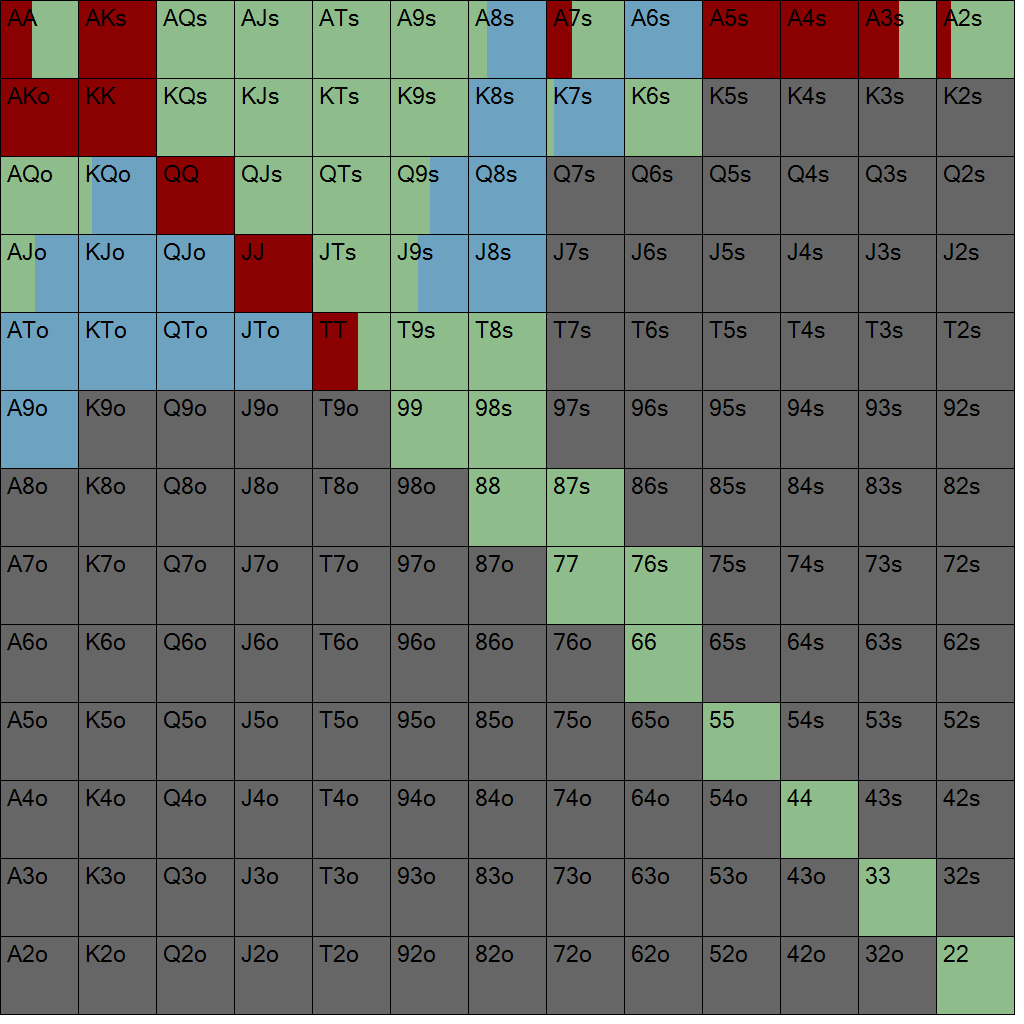 AA AKs AQs AJs ATs A9s A8s A7s A6s A5s A4s A3s A2s
AKo KK KQs KJs KTs K9s K8s K7s K6s K5s K4s K3s K2s
AQo KQo QQ QJs QTs Q9s Q8s Q7s Q6s Q5s Q4s Q3s Q2s
AJo KJo QJo JJ JTs J9s J8s J7s J6s J5s J4s J3s J2s
ATo KTo QTo JTo TT T9s T8s T7s T6s T5s T4s T3s T2s
A9o K9o Q9o J9o T9o 99 98s 97s 96s 95s 94s 93s 92s
A8o K8o Q8o J8o T8o 98o 88 87s 86s 85s 84s 83s 82s
A7o K7o Q7o J7o T7o 97o 87o 77 76s 75s 74s 73s 72s
A6o K6o Q6o J6o T6o 96o 86o 76o 66 65s 64s 63s 62s
A5o K5o Q5o J5o T5o 95o 85o 75o 65o 55 54s 53s 52s
A4o K4o Q4o J4o T4o 94o 84o 74o 64o 54o 44 43s 42s
A3o K3o Q3o J3o T3o 93o 83o 73o 63o 53o 43o 33 32s
A2o K2o Q2o J2o T2o 92o 82o 72o 62o 52o 42o 32o 22